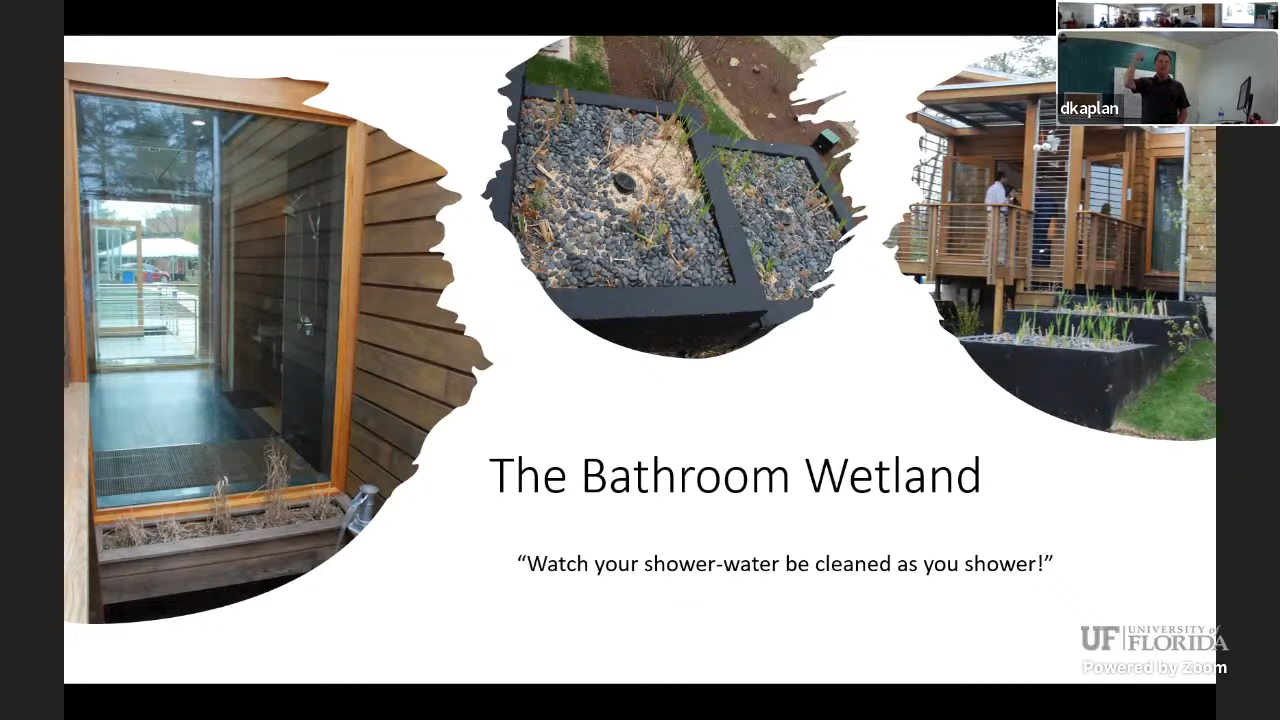 dkaplan
The Bathroom Wetland
“Watch your shower-water be cleaned as you shower!”
UF UNIVERSITY of
FLORIDA
Powered by Zoom